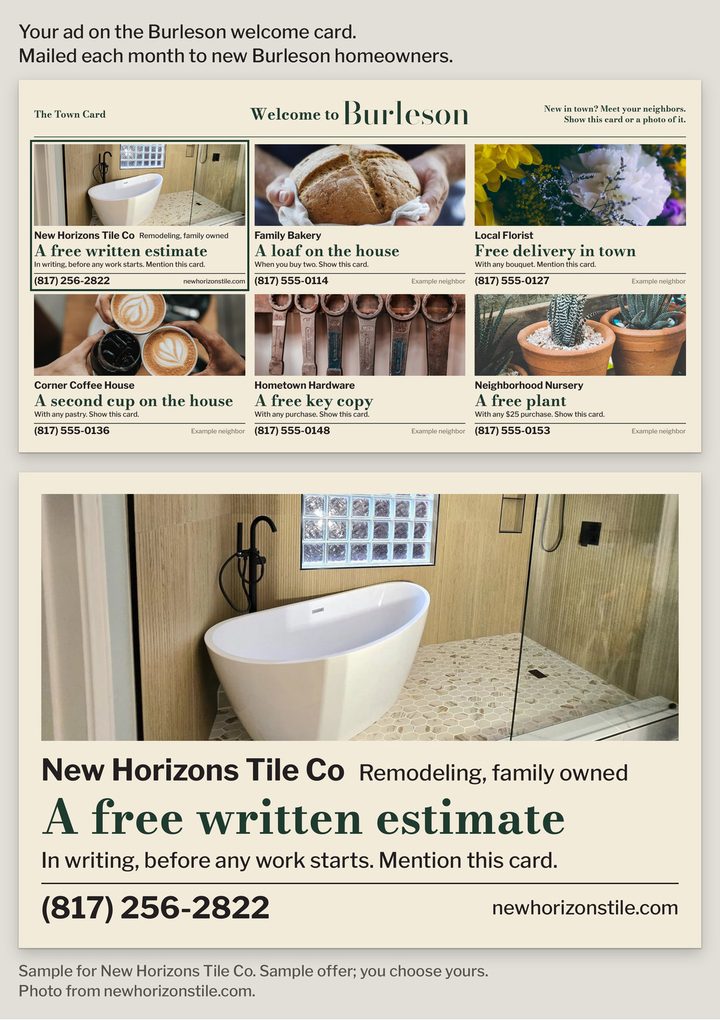 Your ad on the Burleson welcome card.
Mailed each month to new Burleson homeowners.
The Town Card
Welcome to Burleson
New in town? Meet your neighbors.
Show this card or a photo of it.
New Horizons Tile Co Remodeling, family owned
A free written estimate
In writing, before any work starts. Mention this card.
(817) 256-2822 newhorizonstile.com
Family Bakery
A loaf on the house
When you buy two. Show this card.
(817) 555-0114 Example neighbor
Local Florist
Free delivery in town
With any bouquet. Mention this card.
(817) 555-0127 Example neighbor
Corner Coffee House
A second cup on the house
With any pastry. Show this card.
(817) 555-0136 Example neighbor
Hometown Hardware
A free key copy
With any purchase. Show this card.
(817) 555-0148 Example neighbor
Neighborhood Nursery
A free plant
With any $25 purchase. Show this card.
(817) 555-0153 Example neighbor
New Horizons Tile Co Remodeling, family owned
A free written estimate
In writing, before any work starts. Mention this card.
(817) 256-2822 newhorizonstile.com
Sample for New Horizons Tile Co. Sample offer; you choose yours.
Photo from newhorizonstile.com.